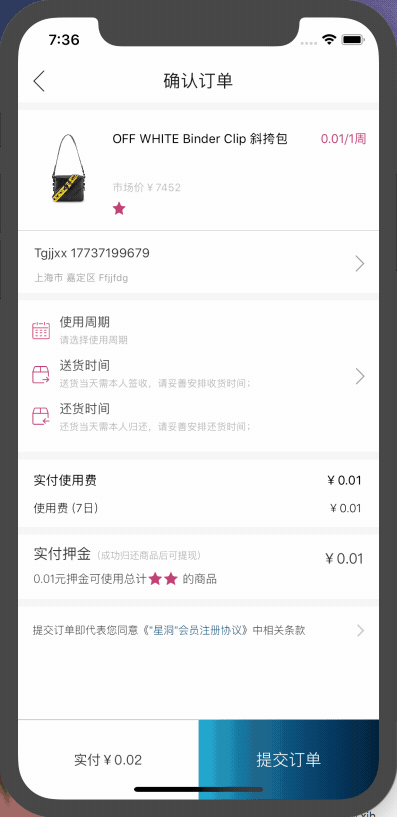 7:36
确认订单
OFF WHITE Binder Clip 斜挎包 0.01/1周
市场价 ¥ 7452
Tgjjxx 17737199679
上海市 嘉定区 Ffjjfdg
使用周期
请选择使用周期
送货时间
送货当天需本人签收，请妥善安排收货时间；
还货时间
还货当天需本人归还，请妥善安排还货时间；
实付使用费 ¥ 0.01
使用费 (7日) ¥ 0.01
实付押金 (成功归还商品后可提现) ¥ 0.01
0.01元押金可使用总计 的商品
提交订单即代表您同意《"星洞"会员注册协议》中相关条款
实付 ¥ 0.02 提交订单